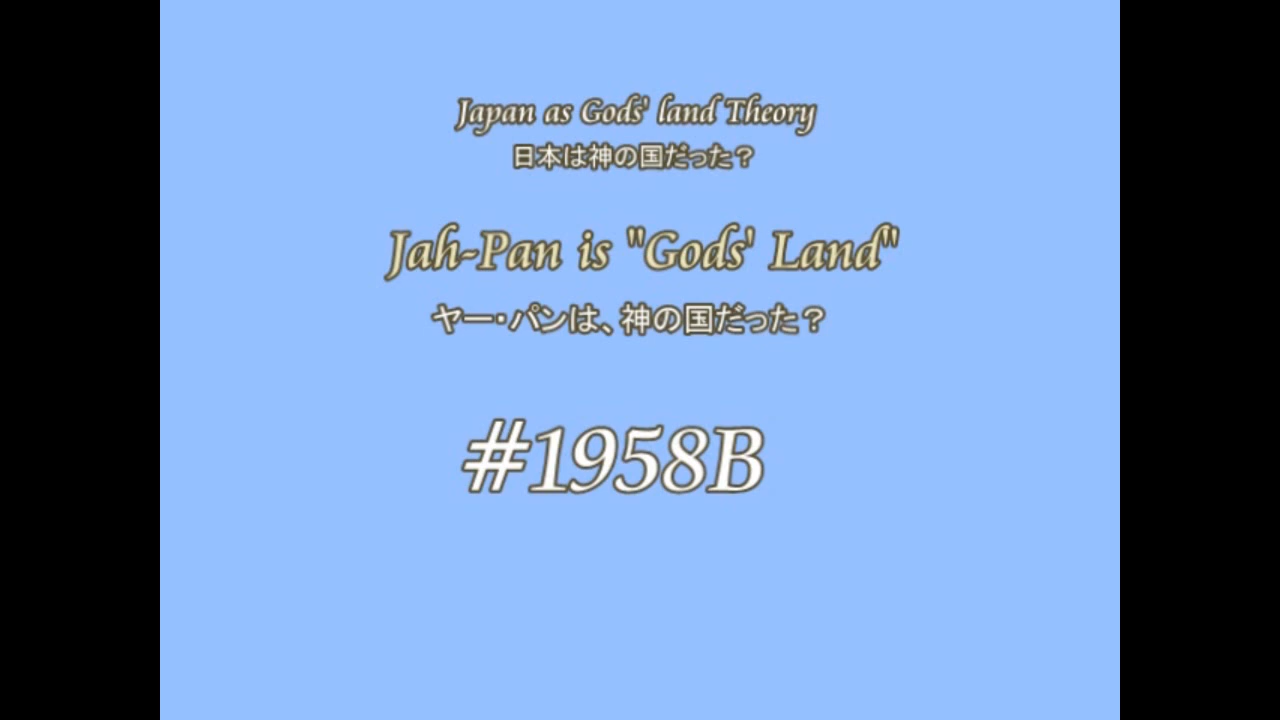 Japan as Gods' land Theory
日本は神の国だった？
Jah-Pan is "Gods' Land"
ヤー・パンは、神の国だった？
#1958B